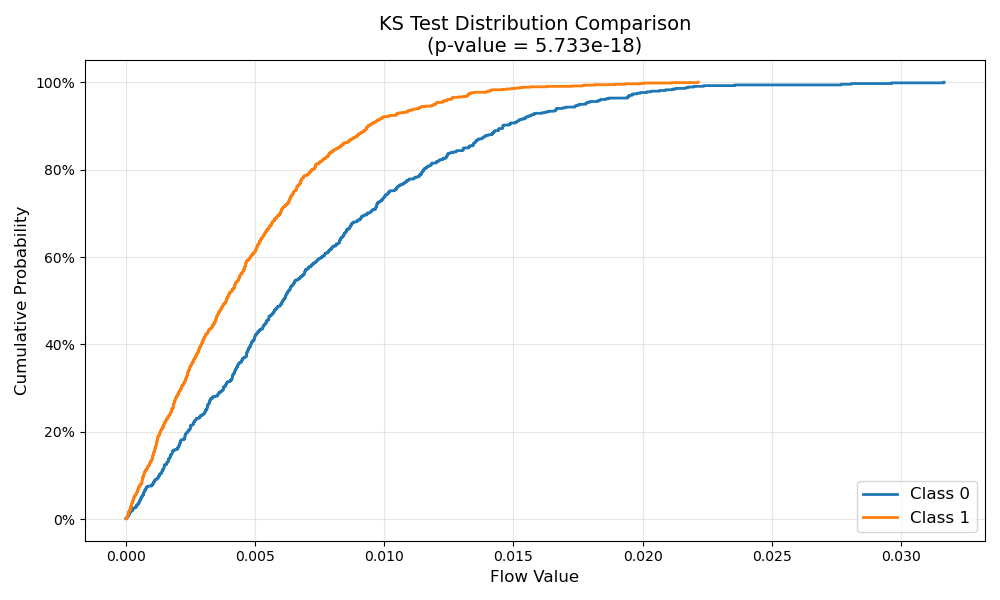 KS Test Distribution Comparison
(p-value = 5.733e-18)
Cumulative Probability
100%
80%
60%
40%
20%
0%
0.000 0.005 0.010 0.015 0.020 0.025 0.030
Flow Value
Class 0
Class 1